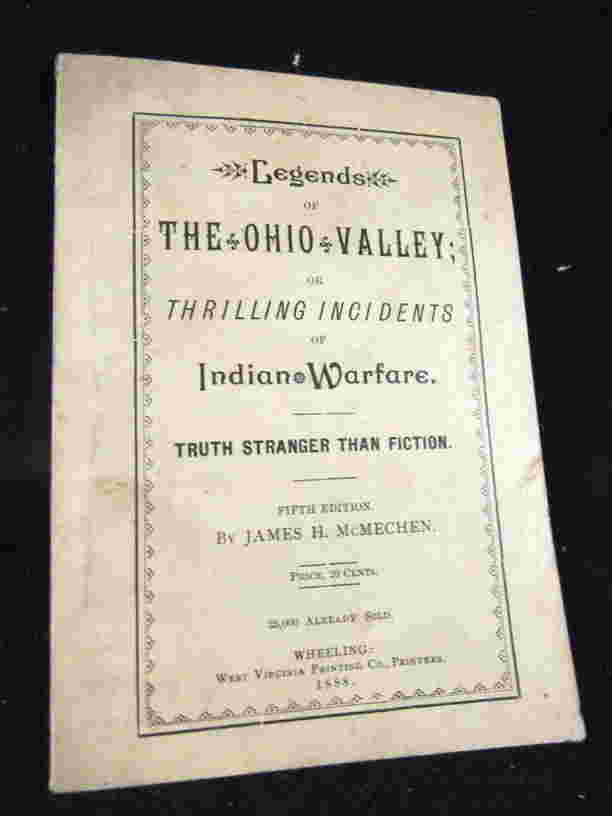 Legends
OF
THE OHIO VALLEY;
OR
THRILLING INCIDENTS
OF
Indian Warfare.
TRUTH STRANGER THAN FICTION.
FIFTH EDITION.
BY JAMES H. MCMECHEN.
PRICE, 20 CENTS.
ALREADY SOLD.
WHEELING:
WEST VIRGINIA PRINTING CO., PRINTERS.
1888.